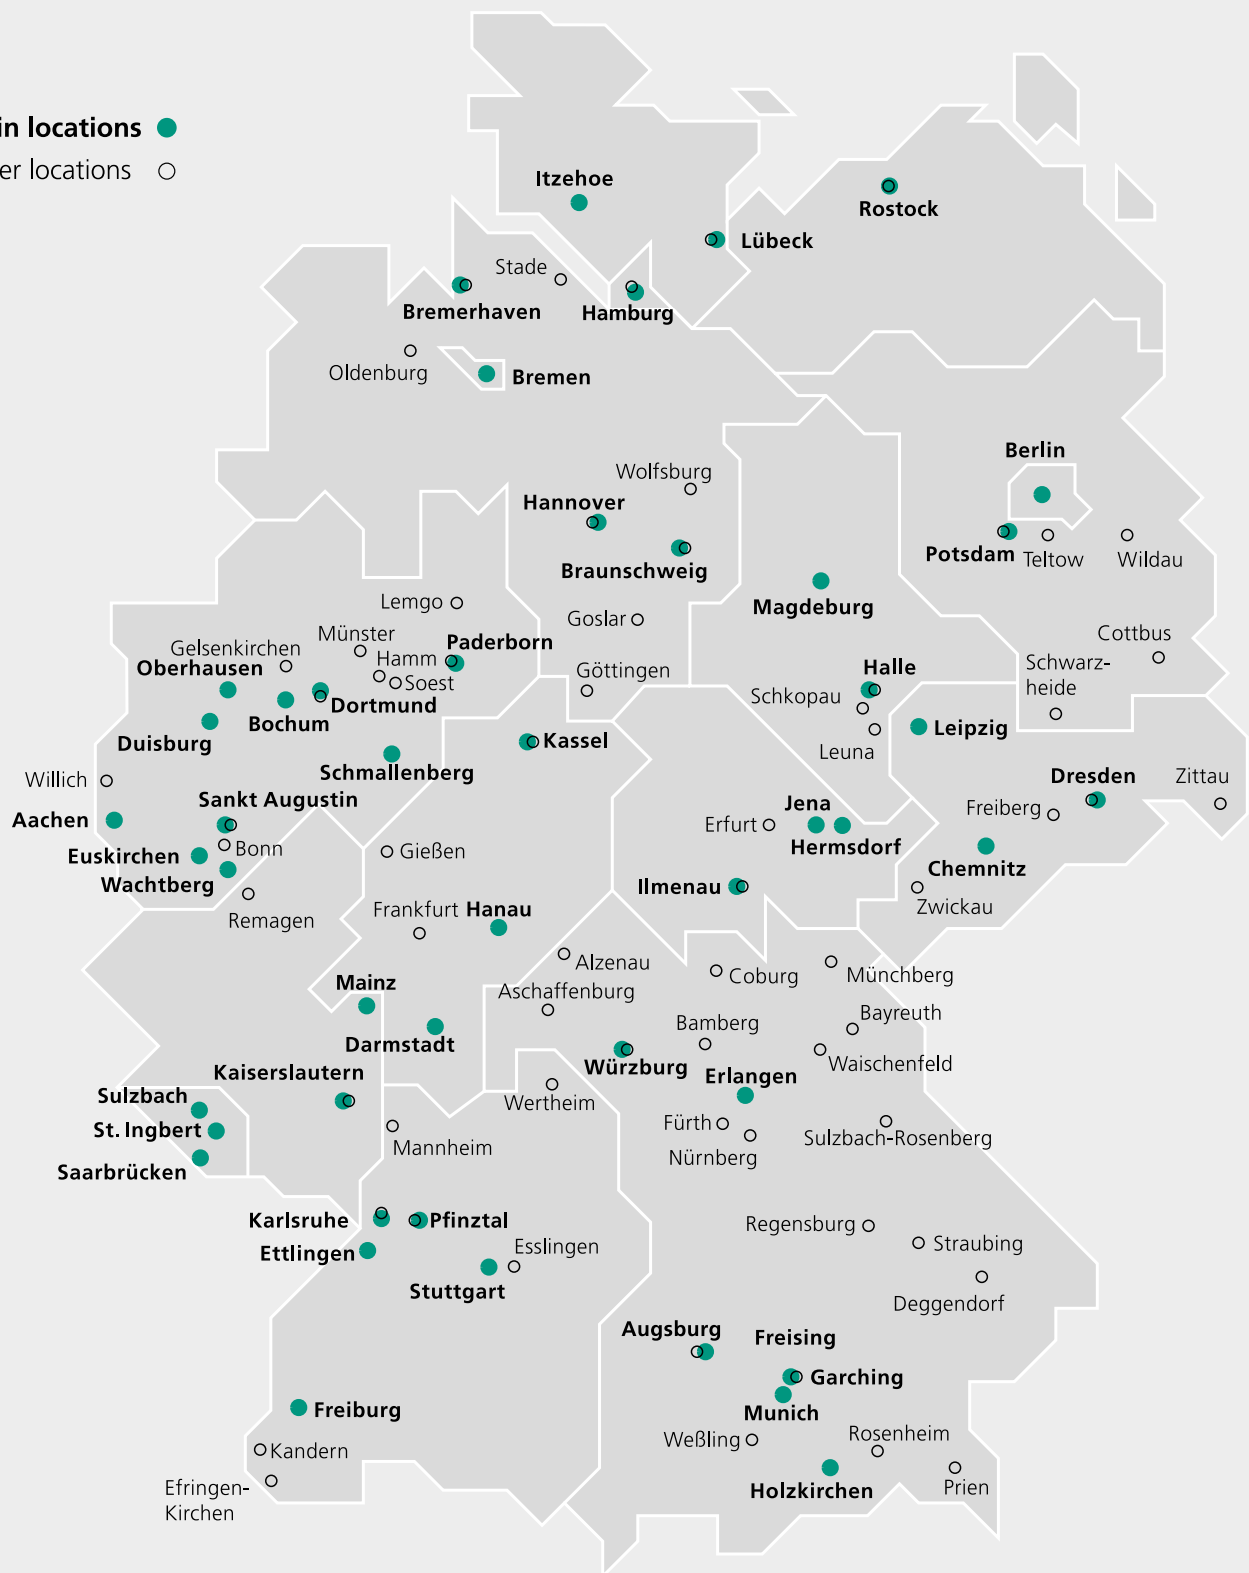 in locations
er locations
Itzehoe
Rostock
Lübeck
Stade
Bremerhaven
Hamburg
Oldenburg
Bremen
Berlin
Wolfsburg
Hannover
Potsdam
Teltow
Wildau
Braunschweig
Magdeburg
Lemgo
Goslar
Münster
Paderborn
Cottbus
Gelsenkirchen
Hamm
Oberhausen
Göttingen
Halle
Schwarz-
heide
Soest
Schkopau
Dortmund
Bochum
Leipzig
Duisburg
Kassel
Leuna
Schmallenberg
Willich
Dresden
Zittau
Sankt Augustin
Jena
Freiberg
Aachen
Erfurt
Hermsdorf
Bonn
Gießen
Euskirchen
Chemnitz
Wachtberg
Ilmenau
Zwickau
Remagen
Frankfurt
Hanau
Alzenau
Coburg
Münchberg
Mainz
Aschaffenburg
Bayreuth
Bamberg
Darmstadt
Waischenfeld
Würzburg
Kaiserslautern
Erlangen
Sulzbach
Wertheim
St. Ingbert
Fürth
Sulzbach-Rosenberg
Mannheim
Nürnberg
Saarbrücken
Karlsruhe
Pfinztal
Regensburg
Ettlingen
Esslingen
Straubing
Stuttgart
Deggendorf
Augsburg
Freising
Garching
Freiburg
Munich
Weßling
Rosenheim
Kandern
Efringen-
Kirchen
Holzkirchen
Prien